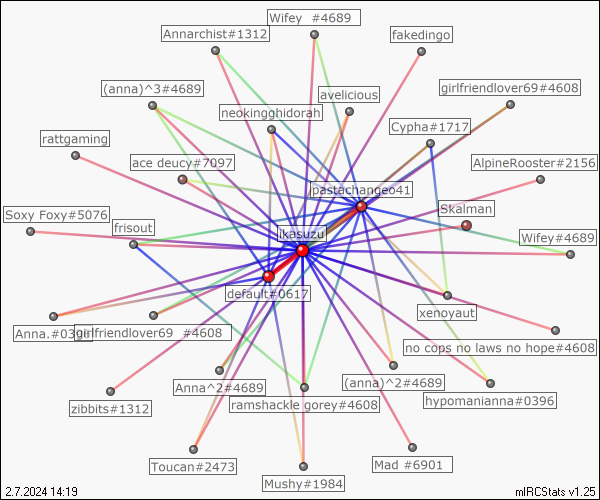 Wifey #4689
Annarchist#1312
fakedingo
(anna)^3#4689
girlfriendlover69#4608
avelicious
neokingghidorah
Cypha#1717
rattgaming
ace deucy#7097
AlpineRooster#2156
pastachangeo41
Soxy Foxy#5076
Skalman
frisout
ikasuzu
Wifey#4689
default#0617
xenoyaut
Anna.#0396
girlfriendlover69 #4608
no cops no laws no hope#4608
Anna^2#4689
(anna)^2#4689
zibbits#1312
ramshackle gorey#4608
hypomanianna#0396
Toucan#2473
Mad #6901
Mushy#1984
2.7.2024 14:19
mIRCStats v1.25